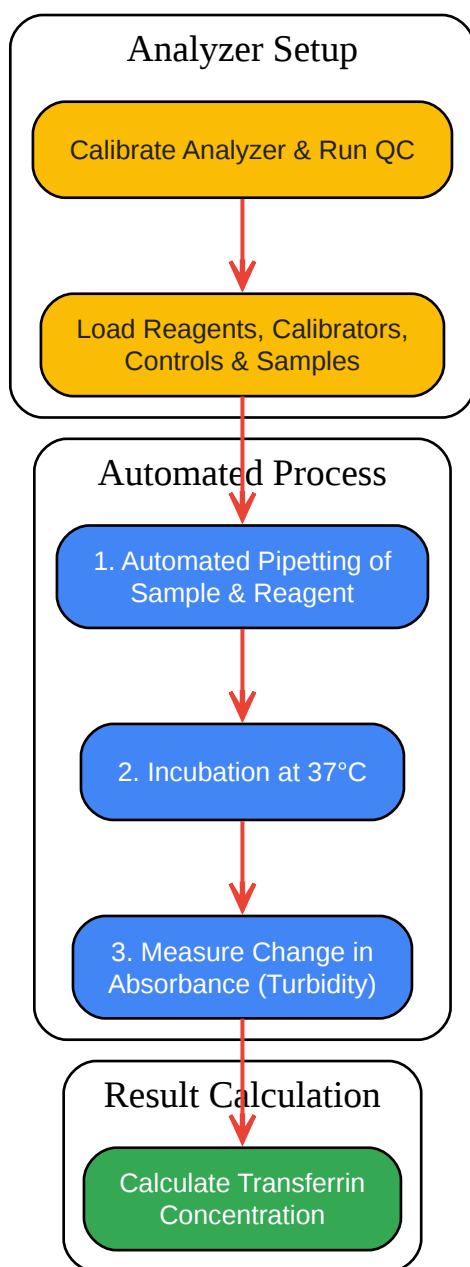 Analyzer Setup
Calibrate Analyzer & Run QC
Load Reagents, Calibrators,
Controls & Samples
Automated Process
1. Automated Pipetting of
Sample & Reagent
2. Incubation at 37°C
3. Measure Change in
Absorbance (Turbidity)
Result Calculation
Calculate Transferrin
Concentration